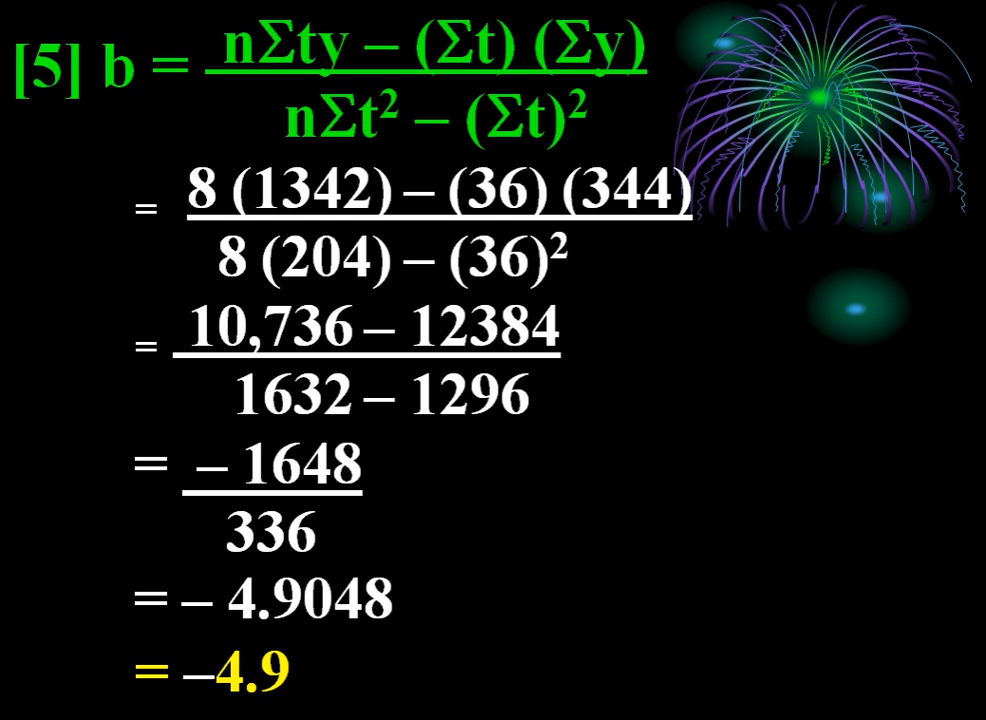 [5] b = nΣty – (Σt) (Σy)
nΣt² – (Σt)²
= 8 (1342) – (36) (344)
8 (204) – (36)²
= 10,736 – 12384
1632 – 1296
= – 1648
336
= – 4.9048
= –4.9